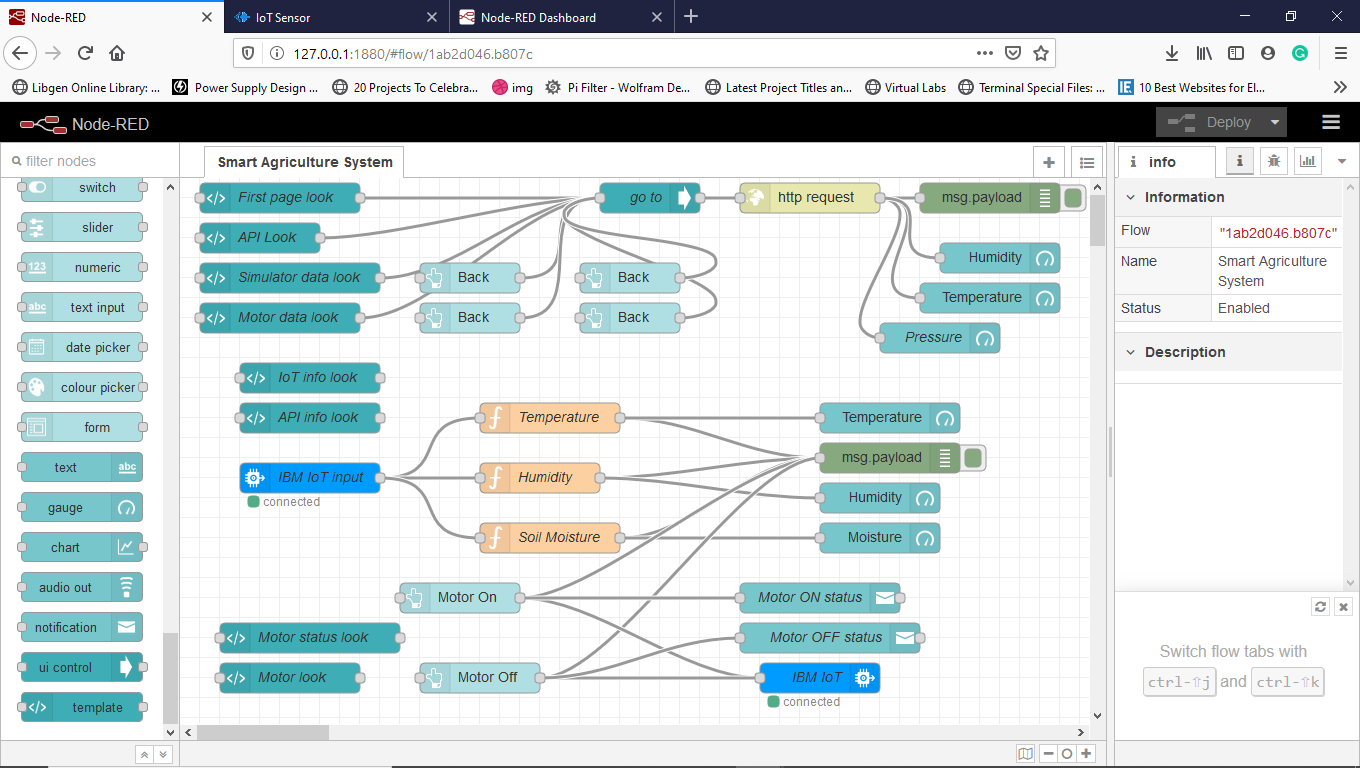 Node-RED
IoT Sensor
Node-RED Dashboard
127.0.0.1:1880/#flow/1ab2d046.b807c
Libgen Online Library: ...
Power Supply Design ...
20 Projects To Celebra...
img
Pi Filter - Wolfram De...
Latest Project Titles an...
Virtual Labs
Terminal Special Files: ...
IE
10 Best Websites for El...
Node-RED
Deploy
filter nodes
switch
slider
123
numeric
abc
text input
date picker
colour picker
form
text
abc
gauge
chart
audio out
notification
ui control
template
Smart Agriculture System
First page look
go to
http request
msg.payload
API Look
Humidity
Simulator data look
Back
Back
Temperature
Motor data look
Back
Back
Pressure
IoT info look
API info look
Temperature
Temperature
msg.payload
IBM IoT input
Humidity
connected
Humidity
Soil Moisture
Moisture
Motor On
Motor ON status
Motor status look
Motor OFF status
Motor look
Motor Off
IBM IoT
connected
i info
i
Information
Flow "1ab2d046.b807c"
Name Smart Agriculture
System
Status Enabled
Description
Switch flow tabs with
ctrl-⇧j and ctrl-⇧k